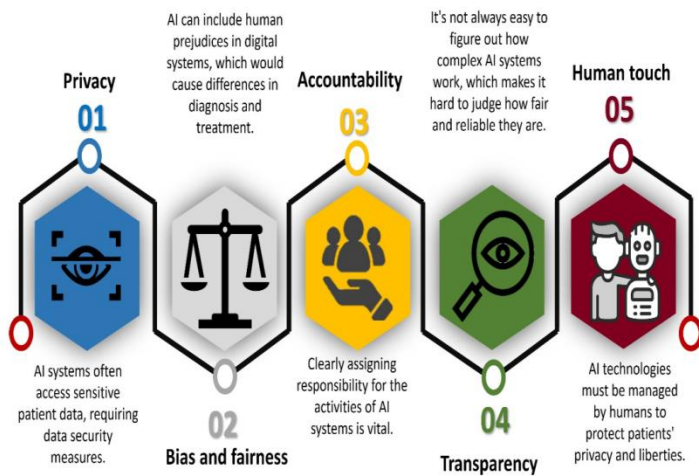 Privacy
01
AI systems often
access sensitive
patient data, requiring
data security
measures.
AI can include human
prejudices in digital
systems, which would
cause differences in
diagnosis and
treatment.
02
Bias and fairness
Accountability
03
Clearly assigning
responsibility for the
activities of AI
systems is vital.
It's not always easy to
figure out how
complex AI systems
work, which makes it
hard to judge how fair
and reliable they are.
04
Transparency
Human touch
05
AI technologies
must be managed
by humans to
protect patients'
privacy and liberties.